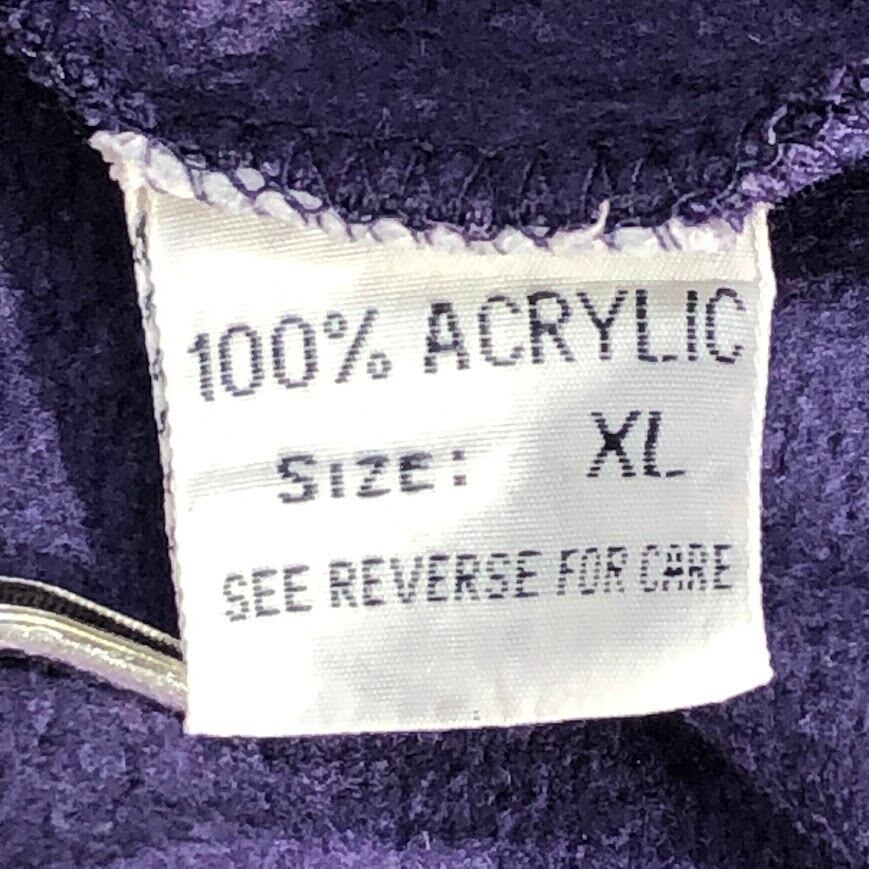 100% ACRYLIC
SIZE: XL
SEE REVERSE FOR CARE